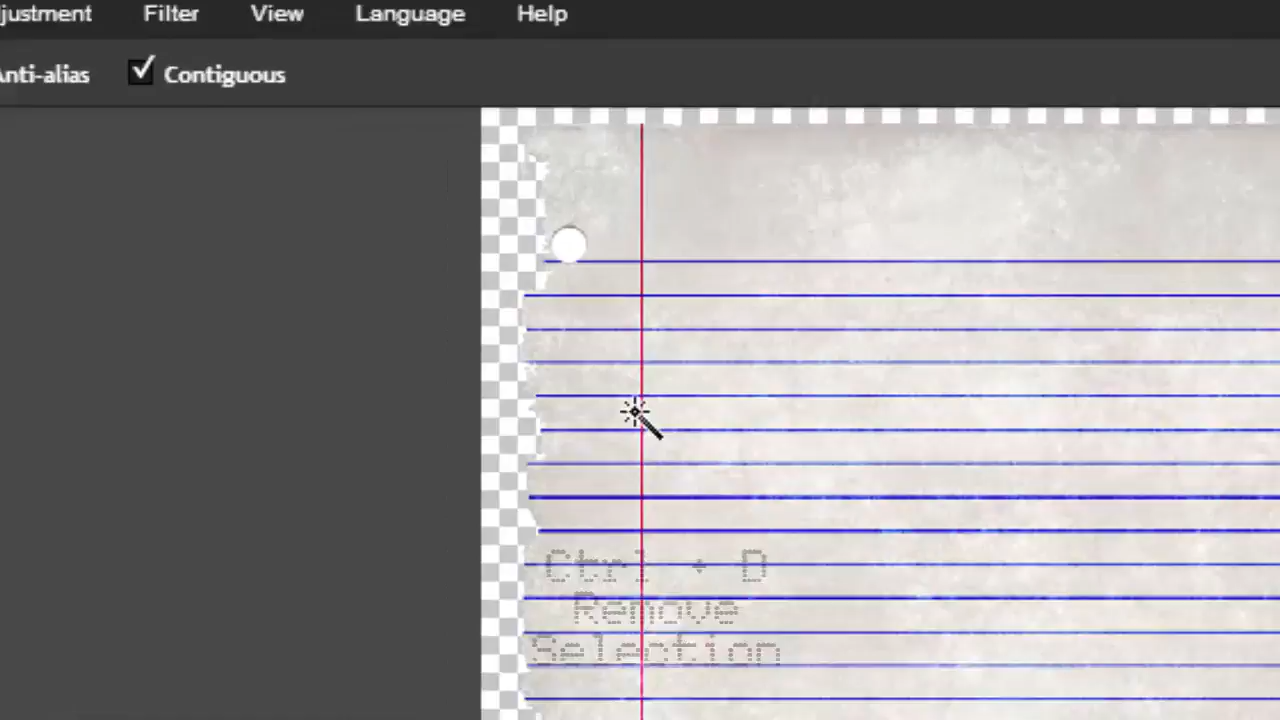 justment Filter View Language Help
Anti-alias Contiguous
Ctrl + D
Remove
Selection